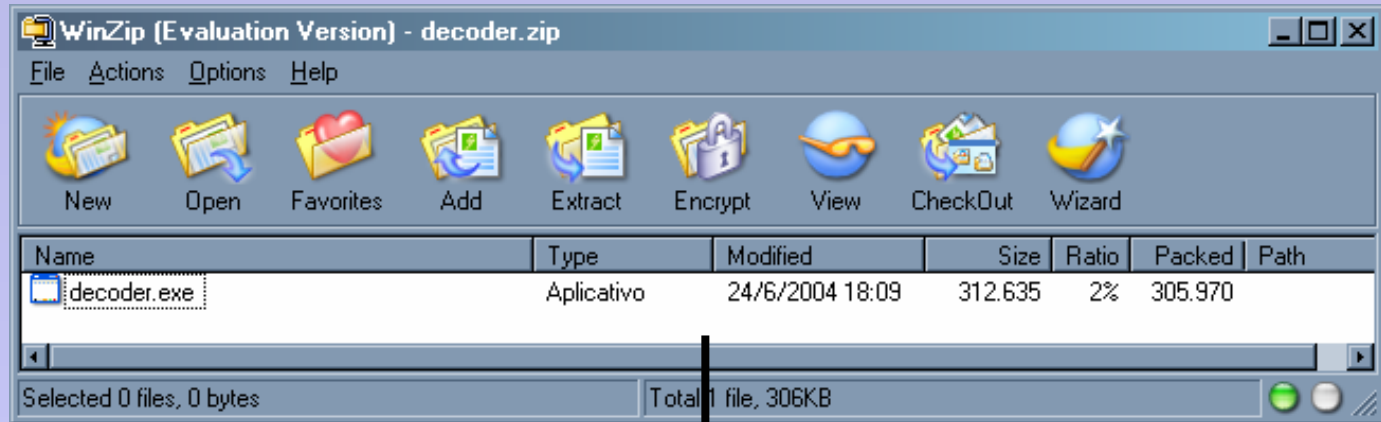 WinZip (Evaluation Version) - decoder.zip
File Actions Options Help
New Open Favorites Add Extract Encrypt View CheckOut Wizard
Name Type Modified Size Ratio Packed Path
decoder.exe Aplicativo 24/6/2004 18:09 312.635 2% 305.970
Selected 0 files, 0 bytes Total 1 file, 306KB